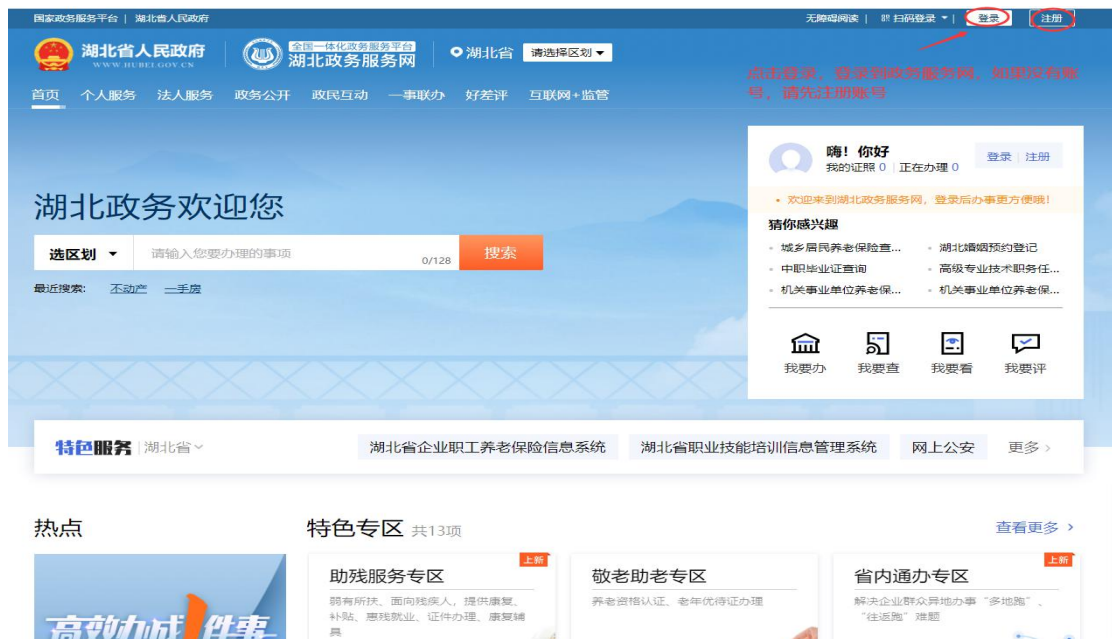 国家政务服务平台 | 湖北省人民政府
无障碍阅读 | 扫码登录 | 登录 注册
湖北省人民政府
WWW.HUBEI.GOV.CN
全国一体化政务服务平台
湖北政务服务网
湖北省 请选择区划
点击登录，登录到政务服务网，如果没有账
号，请先注册账号
首页 个人服务 法人服务 政务公开 政民互动 一事联办 好差评 互联网+监管
嗨！你好
我的证照 0 正在办理 0
登录 | 注册
欢迎来到湖北政务服务网，登录后办事更方便哦！
湖北政务欢迎您
选区划 请输入您要办理的事项 0/128 搜索
最近搜索: 不动产 一手房
猜你感兴趣
城乡居民养老保险查... 湖北婚姻预约登记
中职毕业证查询 高级专业技术职务任...
机关事业单位养老保... 机关事业单位养老保...
我要办 我要查 我要看 我要评
特色服务 湖北省 湖北省企业职工养老保险信息系统 湖北省职业技能培训信息管理系统 网上公安 更多
热点
特色专区 共13项 查看更多
高效办成1件事
上新
助残服务专区
弱有所扶、面向残疾人，提供康复、
补贴、惠残就业、证件办理、康复辅
具
敬老助老专区
养老资格认证、老年优待证办理
上新
省内通办专区
解决企业群众异地办事“多地跑”、
“往返跑”难题